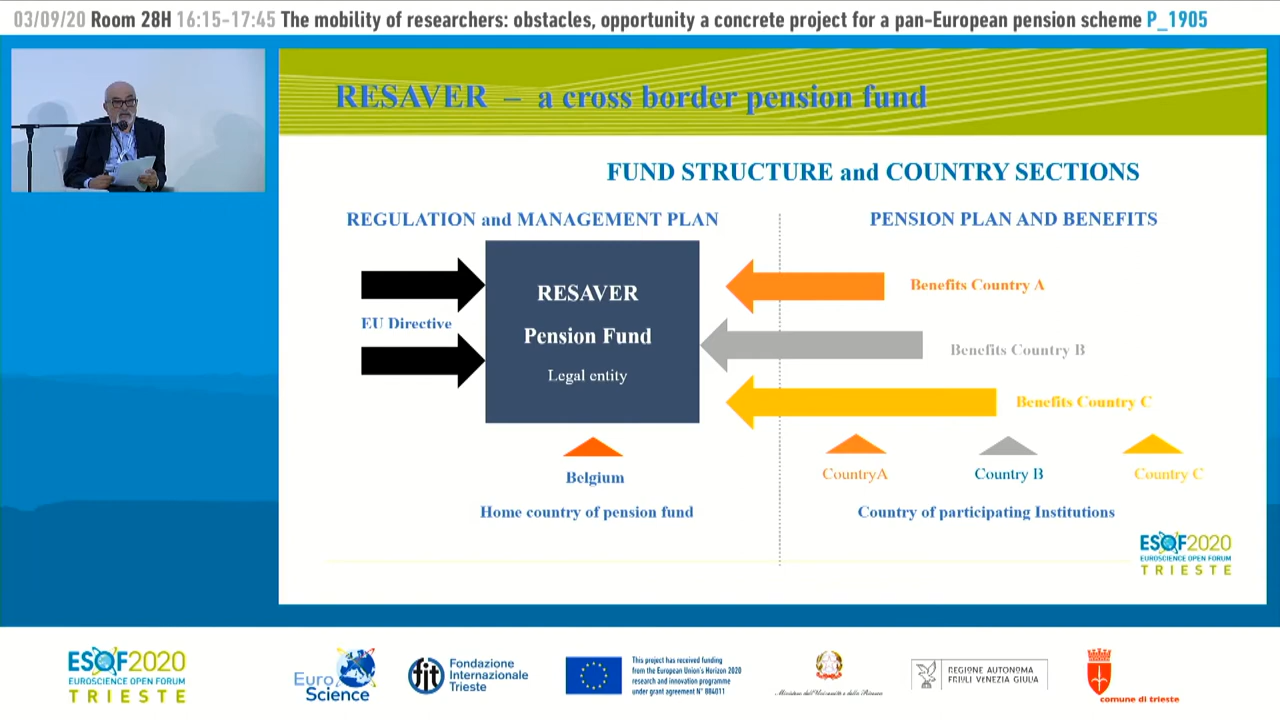 03/09/20 Room 28H 16:15-17:45 The mobility of researchers: obstacles, opportunity a concrete project for a pan-European pension scheme P_1905
RESAVER – a cross border pension fund
FUND STRUCTURE and COUNTRY SECTIONS
REGULATION and MANAGEMENT PLAN
PENSION PLAN AND BENEFITS
EU Directive
RESAVER
Pension Fund
Legal entity
Benefits Country A
Benefits Country B
Benefits Country C
Belgium
Home country of pension fund
CountryA
Country B
Country C
Country of participating Institutions
ESOF2020
EUROSCIENCE OPEN FORUM
TRIESTE
ESOF2020
EUROSCIENCE OPEN FORUM
TRIESTE
Euro
Science
fit
Fondazione
Internazionale
Trieste
This project has received funding
from the European Union's Horizon 2020
research and innovation programme
under grant agreement N° 884011
Ministero dell'Università e della Ricerca
REGIONE AUTONOMA
FRIULI VENEZIA GIULIA
comune di trieste